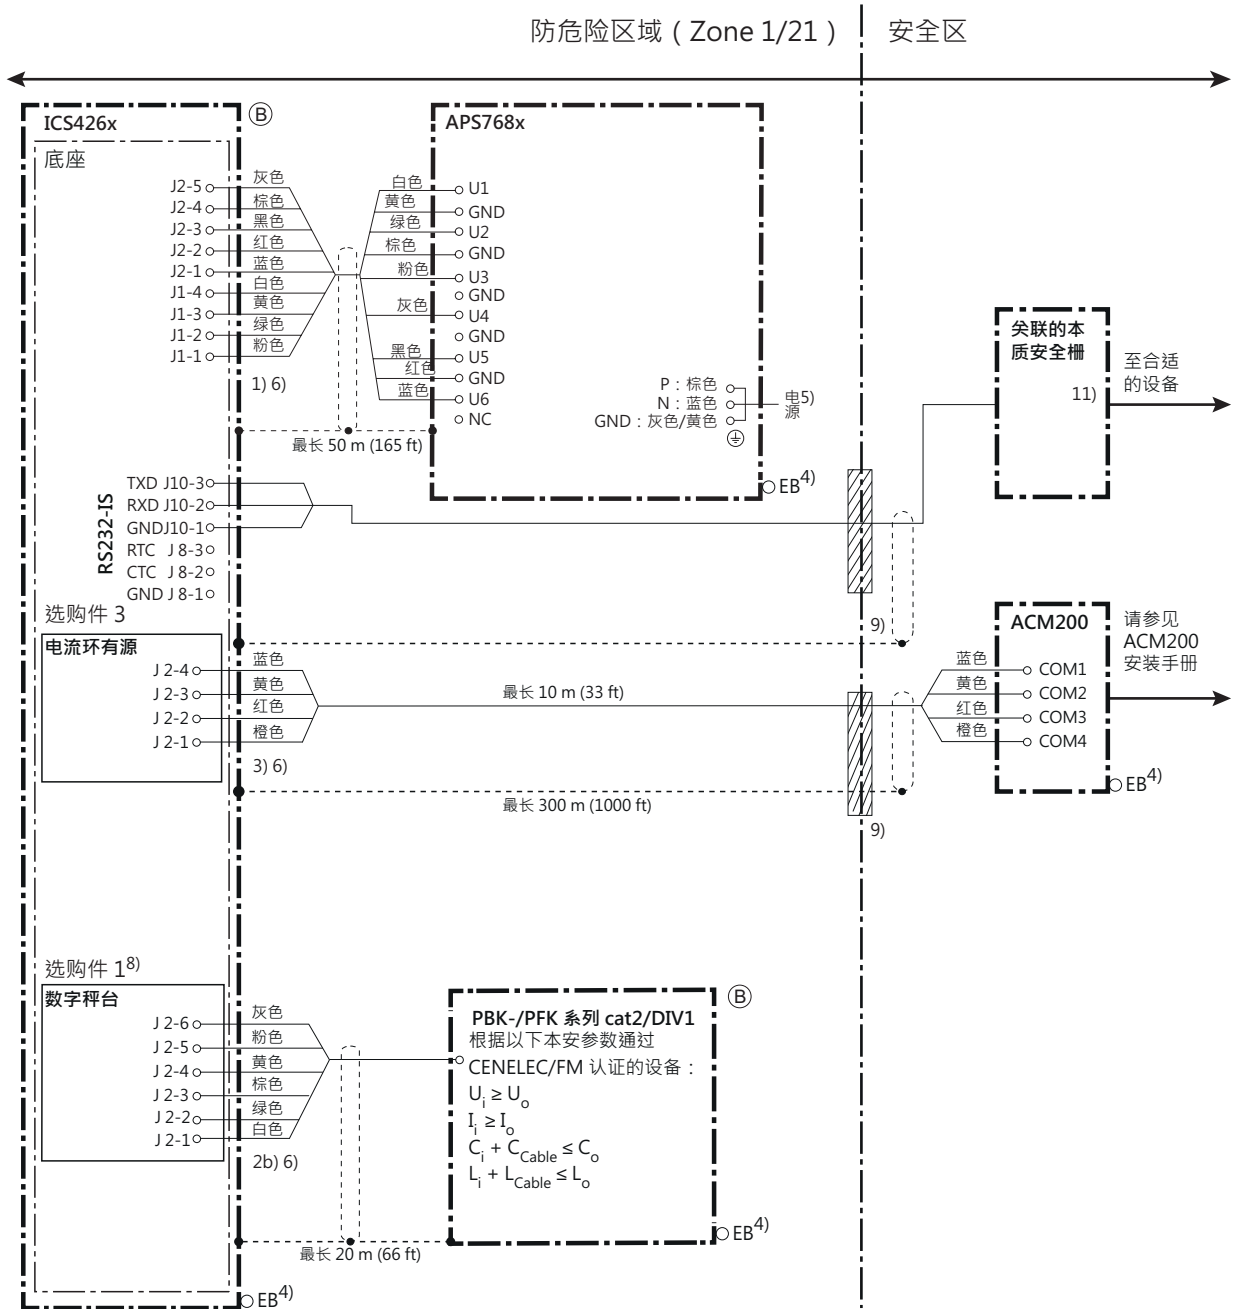 防危险区域（Zone 1/21）
安全区
ICS426x
B
底座
J2-5 灰色
J2-4 棕色
J2-3 黑色
J2-2 红色
J2-1 蓝色
J1-4 白色
J1-3 黄色
J1-2 绿色
J1-1 粉色
1) 6)
最长 50 m (165 ft)
APS768x
白色 U1
黄色 GND
绿色 U2
棕色 GND
粉色 U3
GND
灰色 U4
GND
黑色 U5
红色 GND
蓝色 U6
NC
P：棕色
N：蓝色
GND：灰色/黄色
电5)
源
EB4)
关联的本
质安全栅
11)
至合适
的设备
RS232-IS
TXD J10-3
RXD J10-2
GNDJ10-1
RTC J 8-3
CTC J 8-2
GND J 8-1
9)
选购件 3
电流环有源
J 2-4 蓝色
J 2-3 黄色
J 2-2 红色
J 2-1 橙色
3) 6)
最长 10 m (33 ft)
最长 300 m (1000 ft)
9)
ACM200
蓝色 COM1
黄色 COM2
红色 COM3
橙色 COM4
EB4)
请参见
ACM200
安装手册
选购件 18)
数字秤台
J 2-6 灰色
J 2-5 粉色
J 2-4 黄色
J 2-3 棕色
J 2-2 绿色
J 2-1 白色
2b) 6)
最长 20 m (66 ft)
B
PBK-/PFK 系列 cat2/DIV1
根据以下本安参数通过
CENELEC/FM 认证的设备：
Ui ≥ Uo
Ii ≥ Io
Ci + CCable ≤ Co
Li + LCable ≤ Lo
EB4)
EB4)